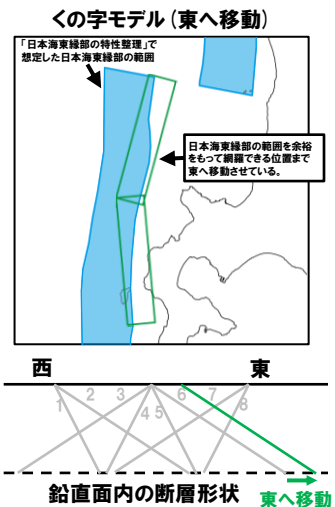 くの字モデル（東へ移動）
「日本海東縁部の特性整理」で
想定した日本海東縁部の範囲
日本海東縁部の範囲を余裕
をもって網羅できる位置まで
東へ移動させている。
西
東
1 2 3 4 5 6 7 8
鉛直面内の断層形状
東へ移動